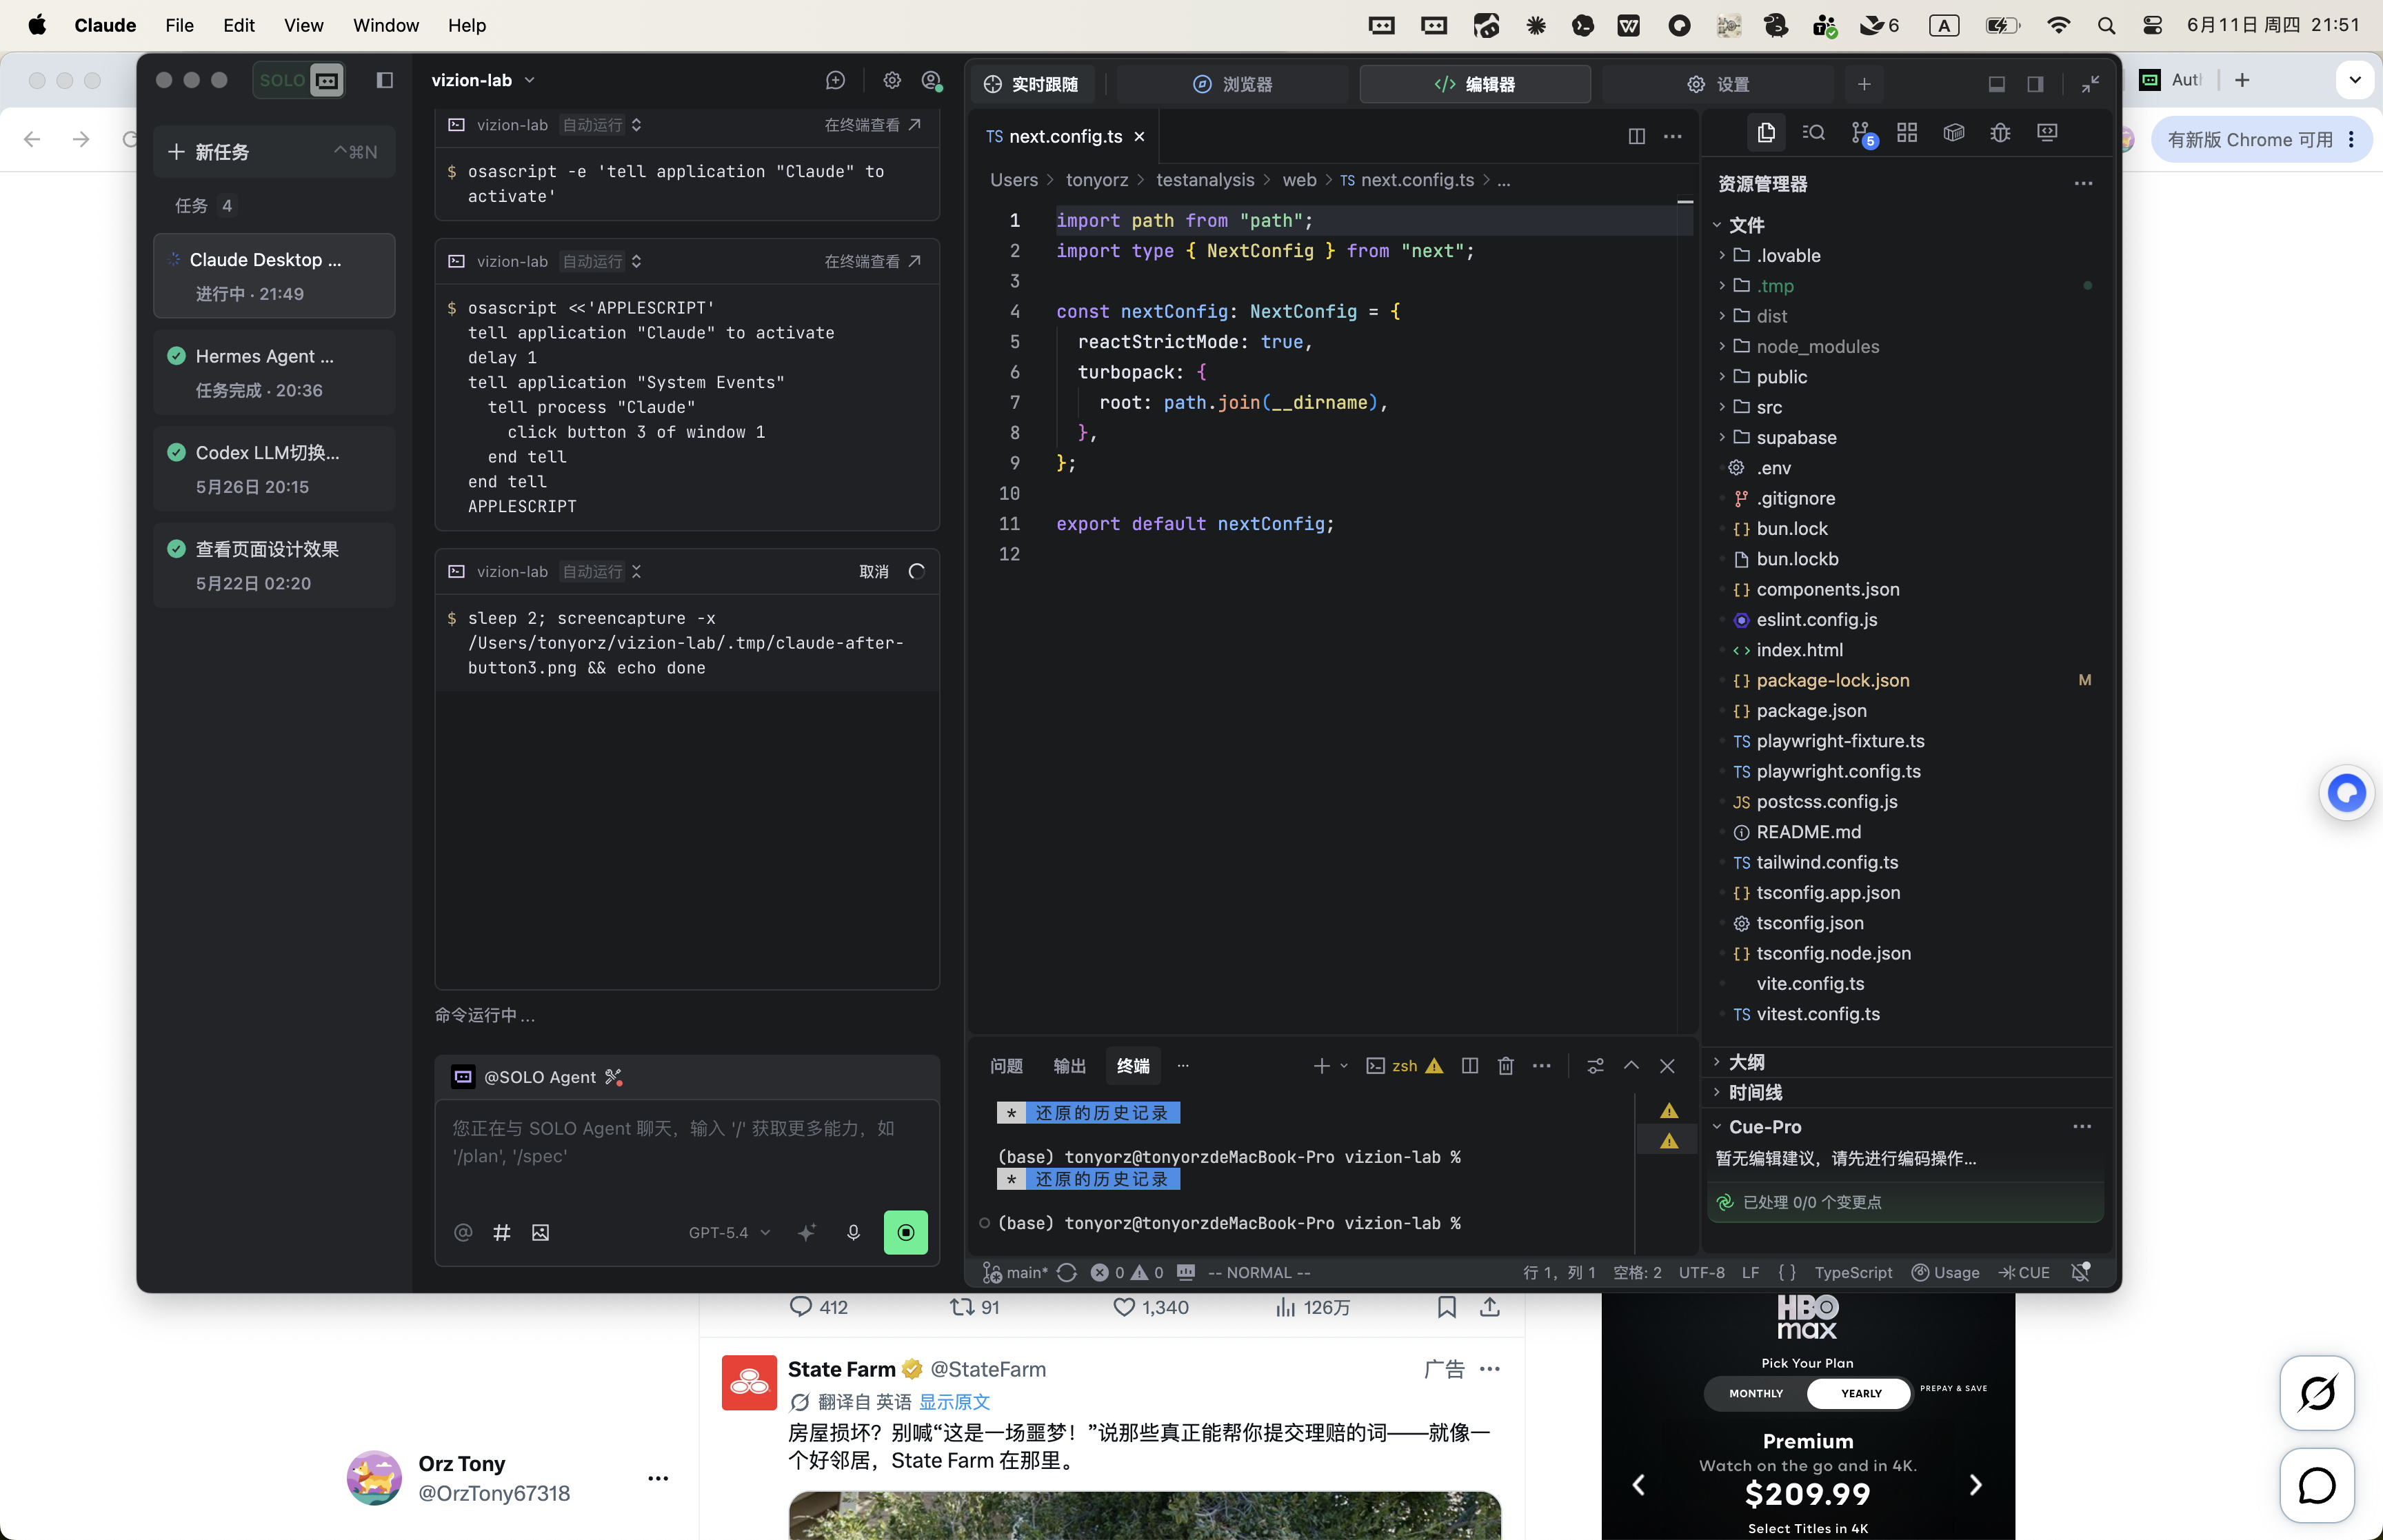 Claude File Edit View Window Help
6 A 6月11日 周四 21:51
SOLO
vizion-lab
新任务 ^⌘N
任务 4
Claude Desktop ...
进行中 · 21:49
Hermes Agent ...
任务完成 · 20:36
Codex LLM切换...
5月26日 20:15
查看页面设计效果
5月22日 02:20
vizion-lab 自动运行 在终端查看
$ osascript -e 'tell application "Claude" to
activate'
vizion-lab 自动运行 在终端查看
$ osascript <<'APPLESCRIPT'
tell application "Claude" to activate
delay 1
tell application "System Events"
tell process "Claude"
click button 3 of window 1
end tell
end tell
APPLESCRIPT
vizion-lab 自动运行 取消
$ sleep 2; screencapture -x
/Users/tonyorz/vizion-lab/.tmp/claude-after-
button3.png && echo done
命令运行中 ...
@SOLO Agent
您正在与 SOLO Agent 聊天，输入 '/' 获取更多能力，如
'/plan', '/spec'
@ # GPT-5.4
实时跟随 浏览器 </> 编辑器 设置
TS next.config.ts
Users > tonyorz > testanalysis > web > TS next.config.ts > ...
1 import path from "path";
2 import type { NextConfig } from "next";
3
4 const nextConfig: NextConfig = {
5 reactStrictMode: true,
6 turbopack: {
7 root: path.join(__dirname),
8 },
9 };
10
11 export default nextConfig;
12
问题 输出 终端 ... zsh
* 还原的历史记录
(base) tonyorz@tonyorzdeMacBook-Pro vizion-lab %
* 还原的历史记录
(base) tonyorz@tonyorzdeMacBook-Pro vizion-lab %
5
资源管理器
文件
.lovable
.tmp
dist
node_modules
public
src
supabase
.env
.gitignore
{} bun.lock
bun.lockb
{} components.json
eslint.config.js
<> index.html
{} package-lock.json M
{} package.json
TS playwright-fixture.ts
TS playwright.config.ts
JS postcss.config.js
README.md
TS tailwind.config.ts
{} tsconfig.app.json
tsconfig.json
{} tsconfig.node.json
vite.config.ts
TS vitest.config.ts
大纲
时间线
Cue-Pro
暂无编辑建议，请先进行编码操作...
已处理 0/0 个变更点
main* 0 0 -- NORMAL -- 行 1，列 1 空格: 2 UTF-8 LF { } TypeScript Usage CUE
有新版 Chrome 可用
412 91 1,340 126万
State Farm @StateFarm 广告
翻译自 英语 显示原文
房屋损坏？别喊“这是一场噩梦！”说那些真正能帮你提交理赔的词——就像一
个好邻居，State Farm 在那里。
Orz Tony
@OrzTony67318
HBO
max
Pick Your Plan
MONTHLY YEARLY PREPAY & SAVE
Premium
Watch on the go and in 4K.
$209.99
Select Titles in 4K